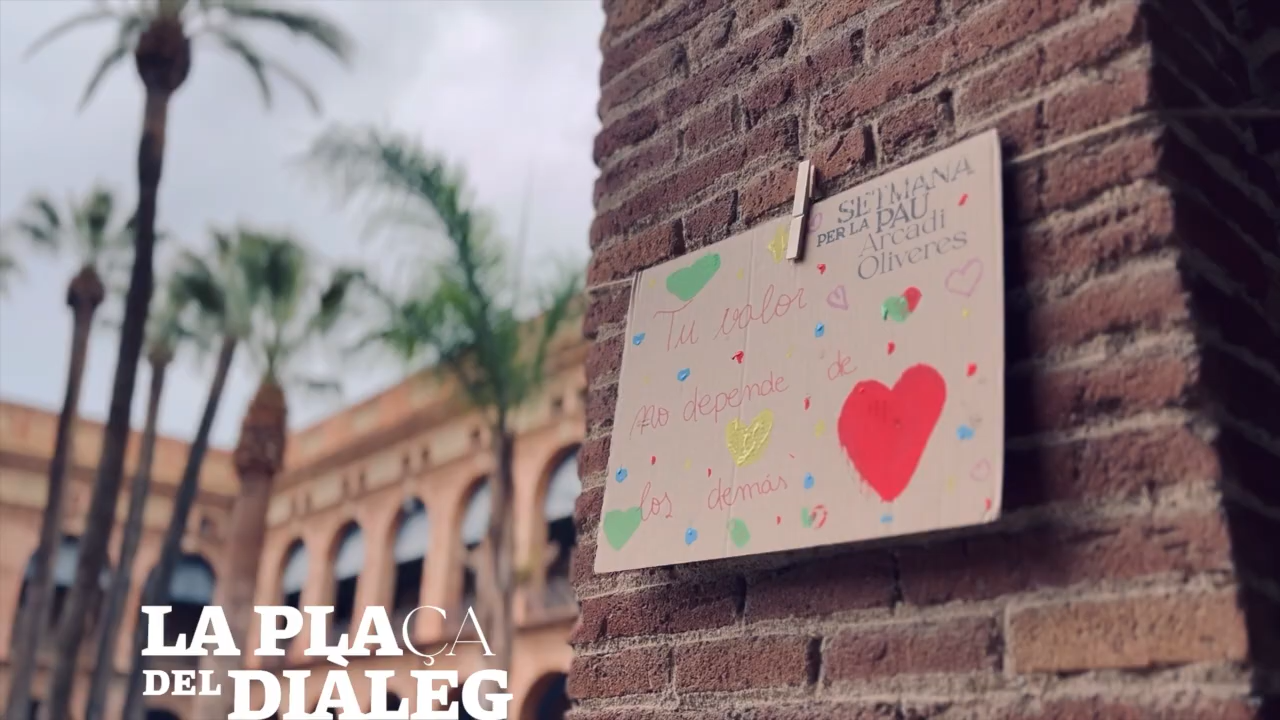 SETMANA
PER LA PAU
Arcadi
Oliveres
Tu valor
no depende de
los demás
LA PLAÇA
DEL DIÀLEG